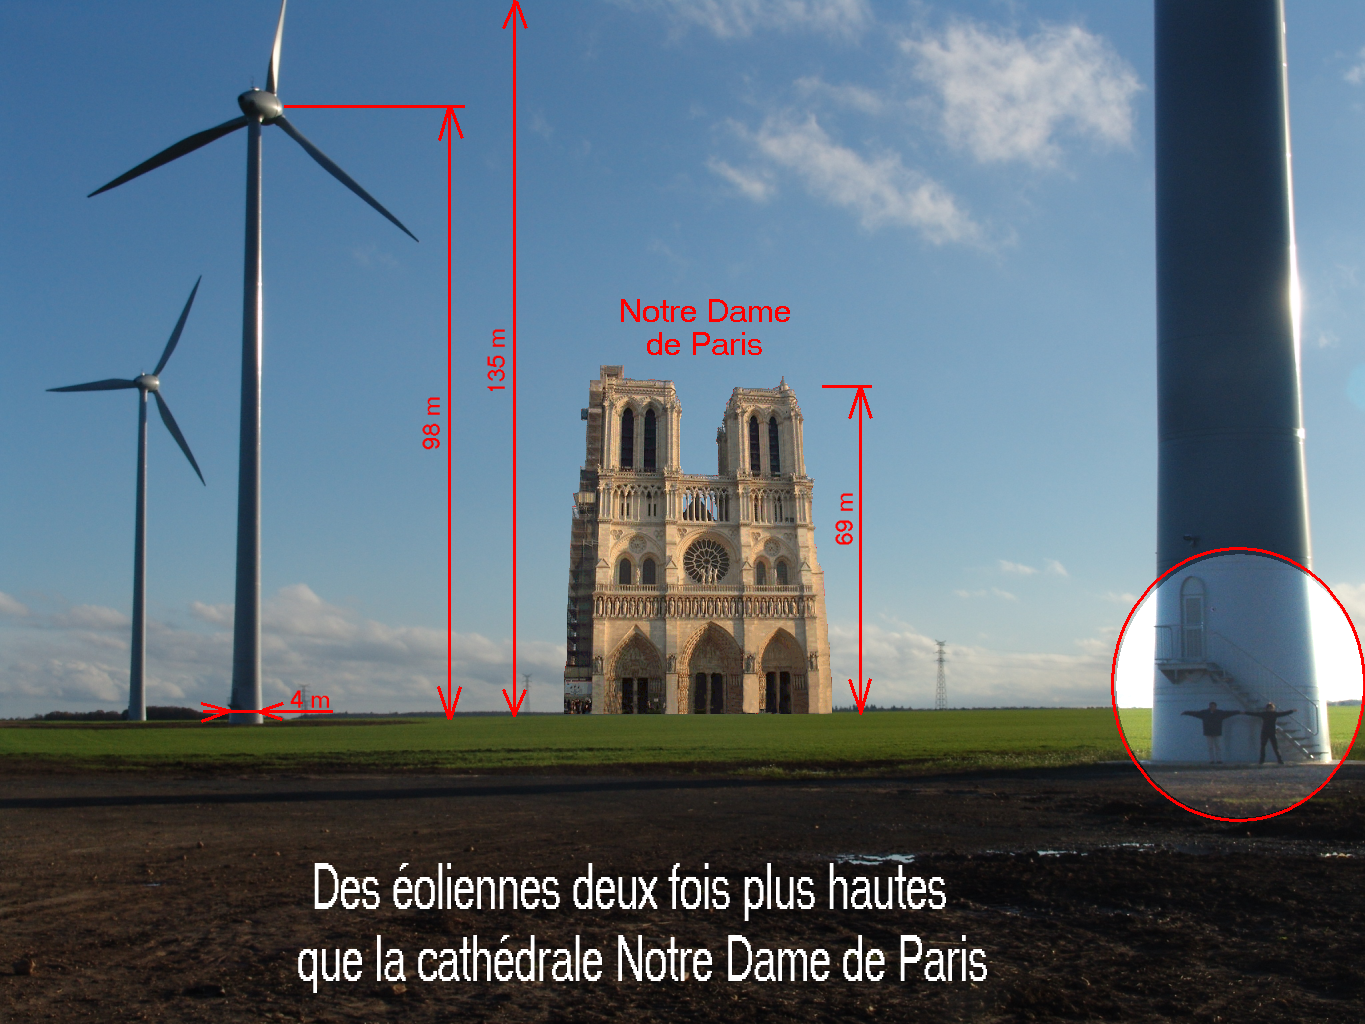 135 m
98 m
Notre Dame
de Paris
69 m
4 m
Des éoliennes deux fois plus hautes
que la cathédrale Notre Dame de Paris